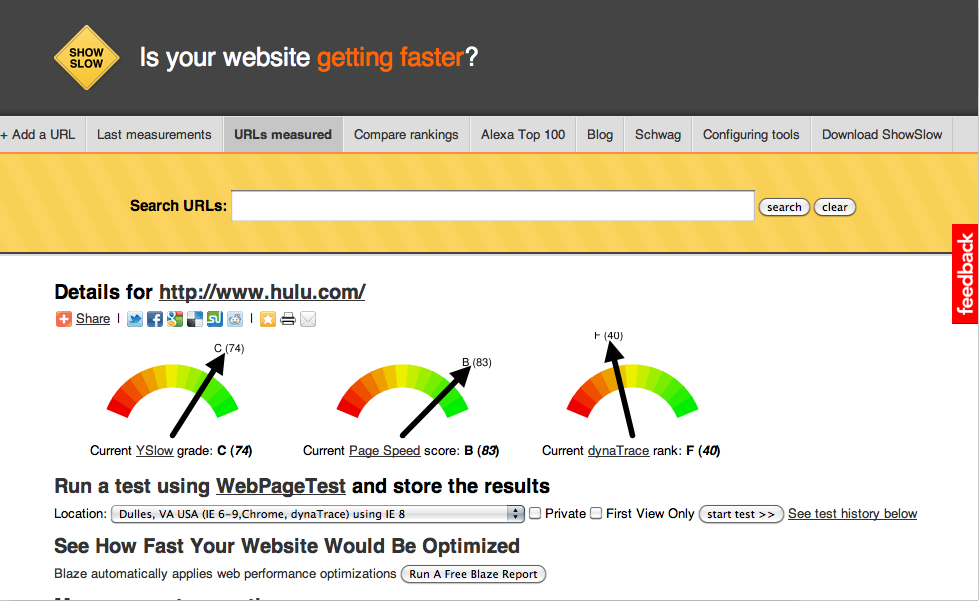 SHOW
SLOW
Is your website getting faster?
+ Add a URL Last measurements URLs measured Compare rankings Alexa Top 100 Blog Schwag Configuring tools Download ShowSlow
Search URLs: search clear
feedback
Details for http://www.hulu.com/
Share | |
C (74) B (83) F (40)
Current YSlow grade: C (74) Current Page Speed score: B (83) Current dynaTrace rank: F (40)
Run a test using WebPageTest and store the results
Location: Dulles, VA USA (IE 6-9,Chrome, dynaTrace) using IE 8 Private First View Only start test >> See test history below
See How Fast Your Website Would Be Optimized
Blaze automatically applies web performance optimizations Run A Free Blaze Report